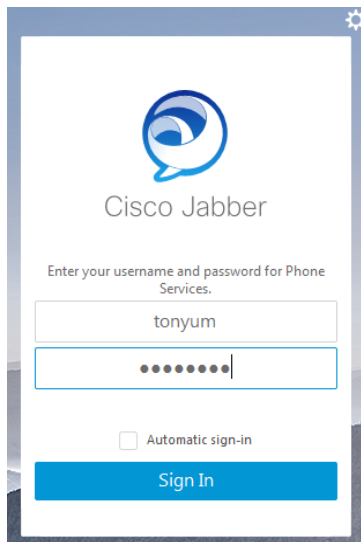 Cisco Jabber
Enter your username and password for Phone
Services.
tonyum
●●●●●●●●
Automatic sign-in
Sign In